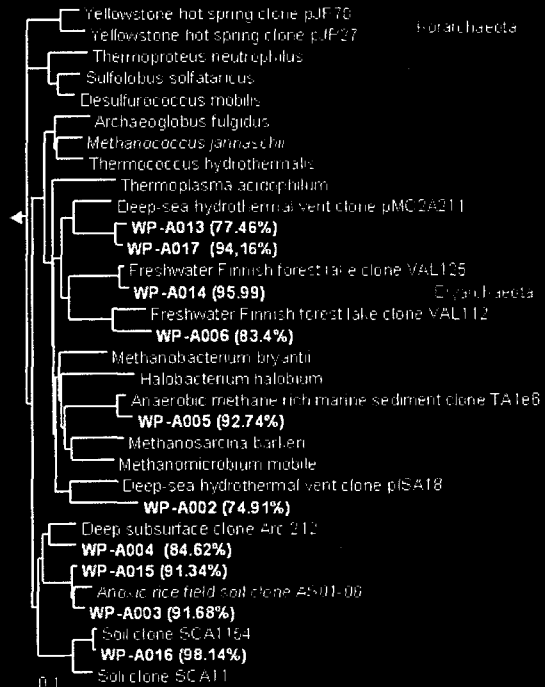 Yellowstone hot spring clone pJP78
Yellowstone hot spring clone pJP27
Korarchaeota
Thermoproteus neutrophilus
Sulfolobus solfataricus
Desulfurococcus mobilis
Archaeoglobus fulgidus
Methanococus jannaschii
Thermococcus hydrothermalis
Thermoplasma acidophilum
Deep-sea hydrothermal vent clone pMC2A211
WP-A013 (77.46%)
WP-A017 (94,16%)
Freshwater Finnish forest lake clone VAL125
WP-A014 (95.99)
Euryarchaeota
Freshwater Finnish forest lake clone VAL112
WP-A006 (83.4%)
Methanobacterium bryantii
Halobacterium halobium
Anaerobic methane rich marine sediment clone TA1e6
WP-A005 (92.74%)
Methanosarcina barkeri
Methanomicrobium mobile
Deep-sea hydrothermal vent clone pISA18
WP-A002 (74.91%)
Deep subsurface clone Arc 212
WP-A004 (84.62%)
WP-A015 (91.34%)
Anoxic rice field soil clone AS01-06
WP-A003 (91.68%)
Soil clone SCA1154
WP-A016 (98.14%)
Soil clone SCA11
0.1